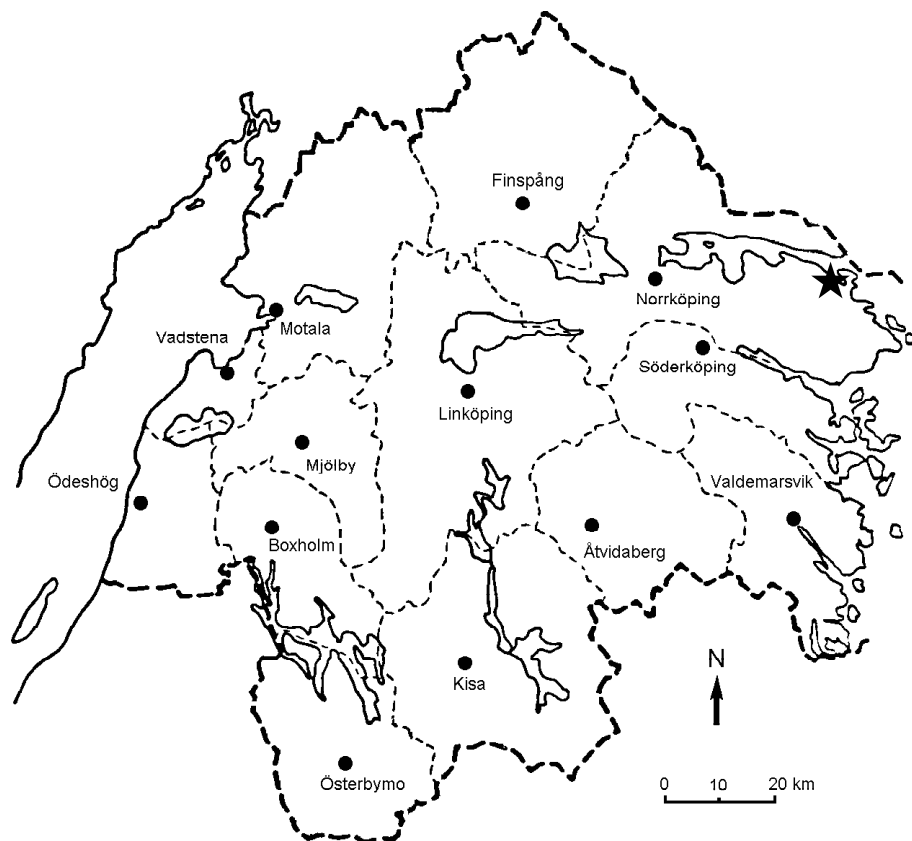 Finspång
Norrköping
Motala
Vadstena
Söderköping
Linköping
Mjölby
Ödeshög
Valdemarsvik
Boxholm
Åtvidaberg
N
Kisa
Österbymo
0 10 20 km